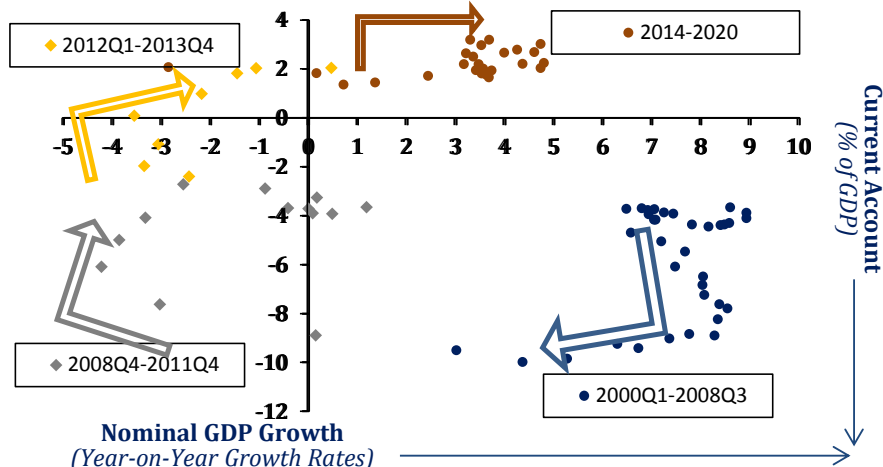 4
2012Q1-2013Q4
2014-2020
2
0
-5 -4 -3 -2 -1 0 1 2 3 4 5 6 7 8 9 10
-2
-4
-6
-8
2008Q4-2011Q4
-10
2000Q1-2008Q3
-12
Current Account
(% of GDP)
Nominal GDP Growth
(Year-on-Year Growth Rates)